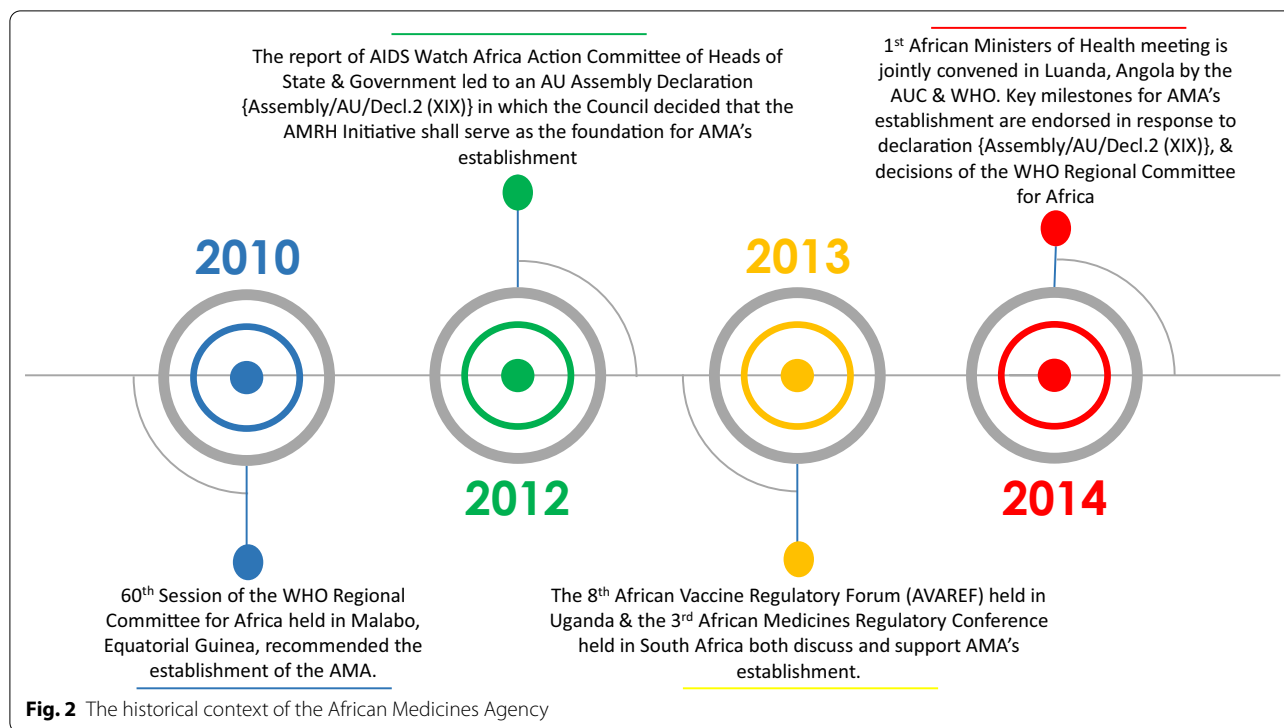 The report of AIDS Watch Africa Action Committee of Heads of
State & Government led to an AU Assembly Declaration
{Assembly/AU/Decl.2 (XIX)} in which the Council decided that the
AMRH Initiative shall serve as the foundation for AMA's
establishment
1st African Ministers of Health meeting is
jointly convened in Luanda, Angola by the
AUC & WHO. Key milestones for AMA's
establishment are endorsed in response to
declaration {Assembly/AU/Decl.2 (XIX)}, &
decisions of the WHO Regional Committee
for Africa
2010
2013
2012
2014
60th Session of the WHO Regional
Committee for Africa held in Malabo,
Equatorial Guinea, recommended the
establishment of the AMA.
The 8th African Vaccine Regulatory Forum (AVAREF) held in
Uganda & the 3rd African Medicines Regulatory Conference
held in South Africa both discuss and support AMA's
establishment.
Fig. 2 The historical context of the African Medicines Agency